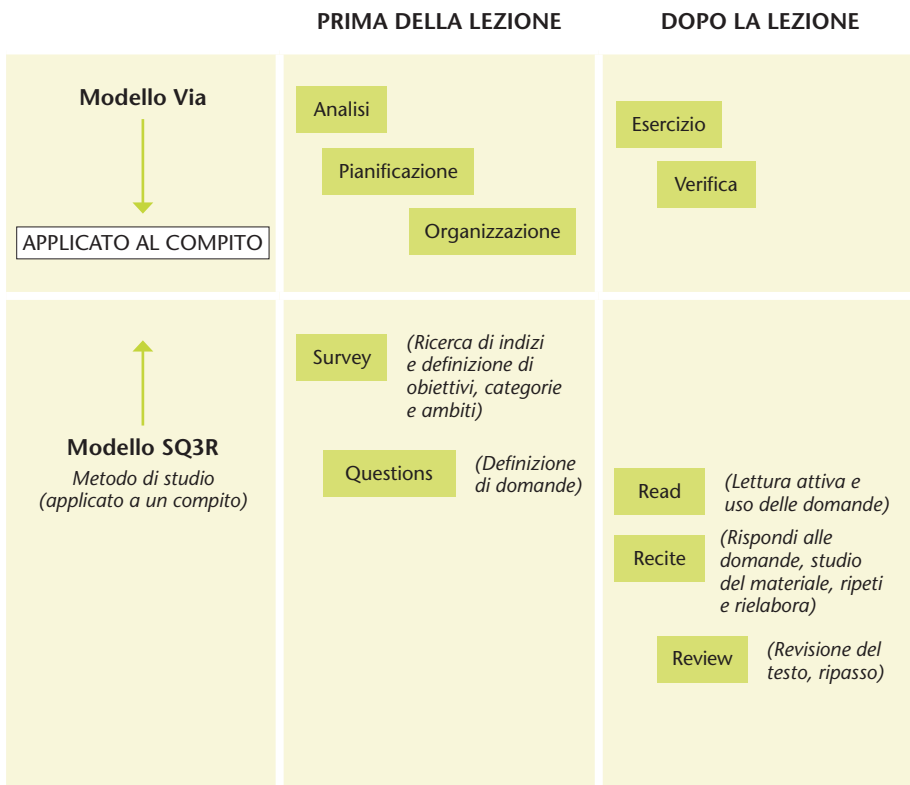 PRIMA DELLA LEZIONE
DOPO LA LEZIONE
Modello Via
APPLICATO AL COMPITO
Analisi
Pianificazione
Organizzazione
Esercizio
Verifica
Modello SQ3R
Metodo di studio
(applicato a un compito)
Survey
(Ricerca di indizi
e definizione di
obiettivi, categorie
e ambiti)
Questions
(Definizione
di domande)
Read
(Lettura attiva e
uso delle domande)
Recite
(Rispondi alle
domande, studio
del materiale, ripeti
e rielabora)
Review
(Revisione del
testo, ripasso)